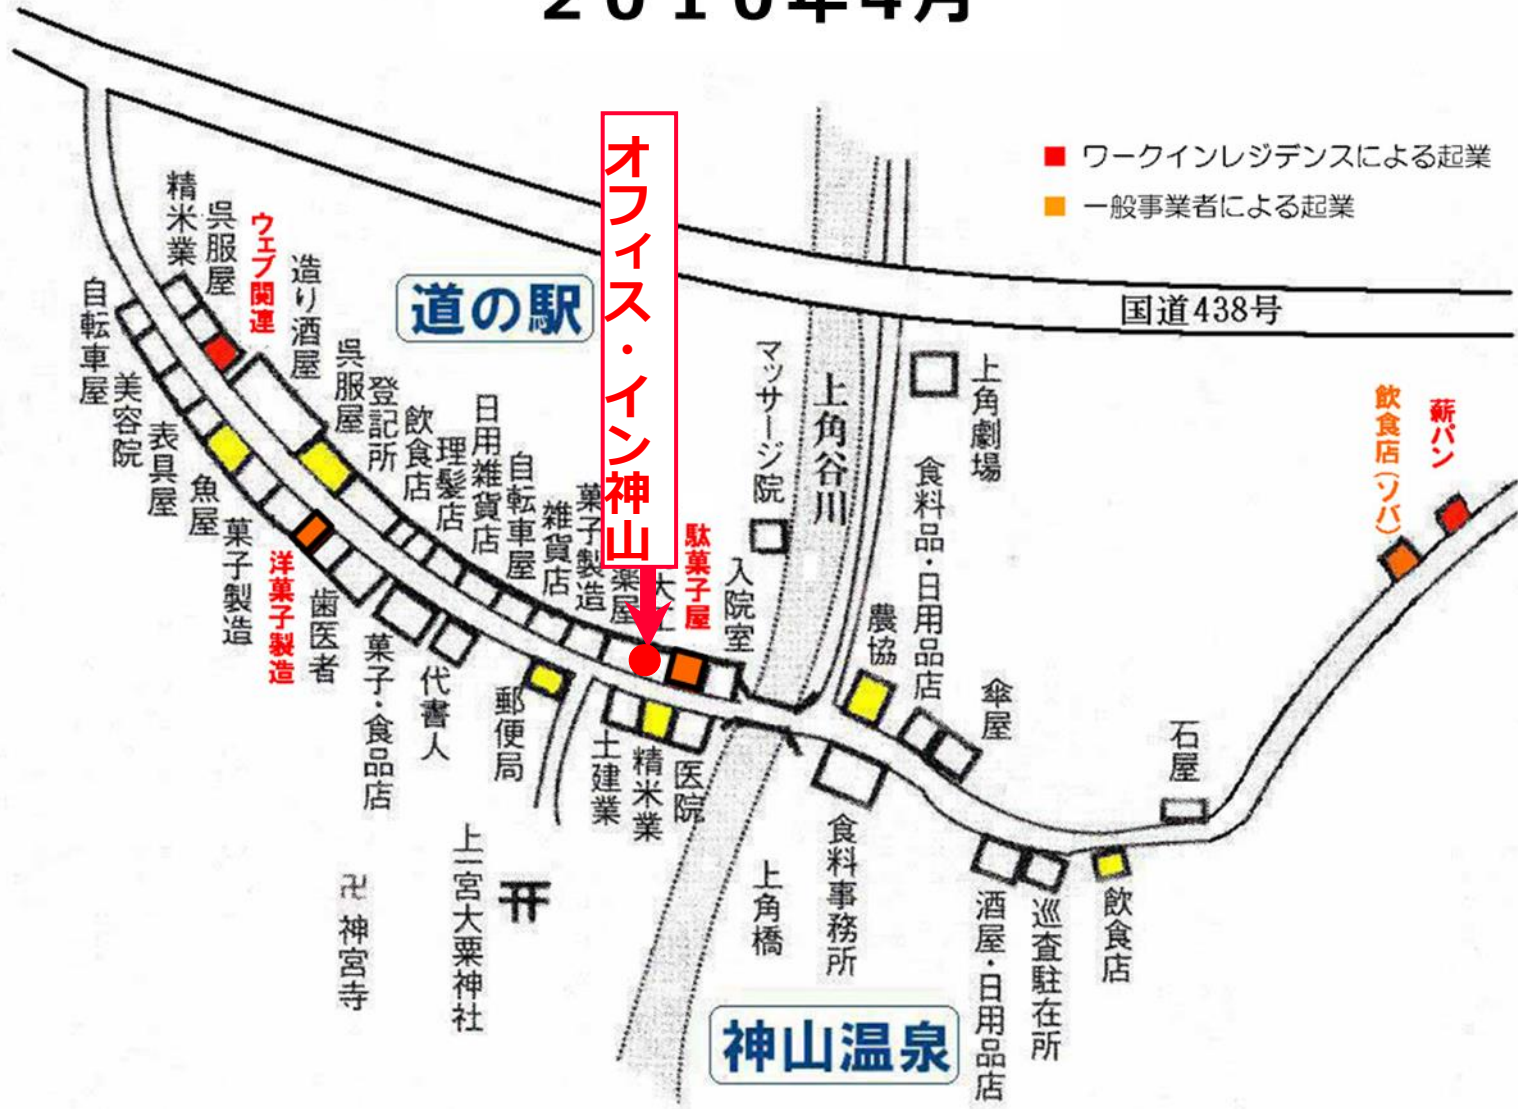 ２０１０年４月
ワークインレジデンスによる起業
一般事業者による起業
国道438号
オフィス・イン神山
道の駅
精米業
呉服屋
ウェブ関連
造り酒屋
呉服屋
登記所
飲食店
理髪店
日用雑貨店
自転車屋
雑貨店
菓子製造
薬屋
駄菓子屋
入院室
マッサージ院
上角谷川
上角劇場
食料品・日用品店
農協
傘屋
石屋
飲食店(ソバ)
薪パン
自転車屋
美容院
表具屋
魚屋
菓子製造
洋菓子製造
歯医者
菓子・食品店
代書人
郵便局
土建業
精米業
医院
上角橋
食料事務所
酒屋・日用品店
巡査駐在所
飲食店
上一宮大粟神社
卍 神宮寺
神山温泉